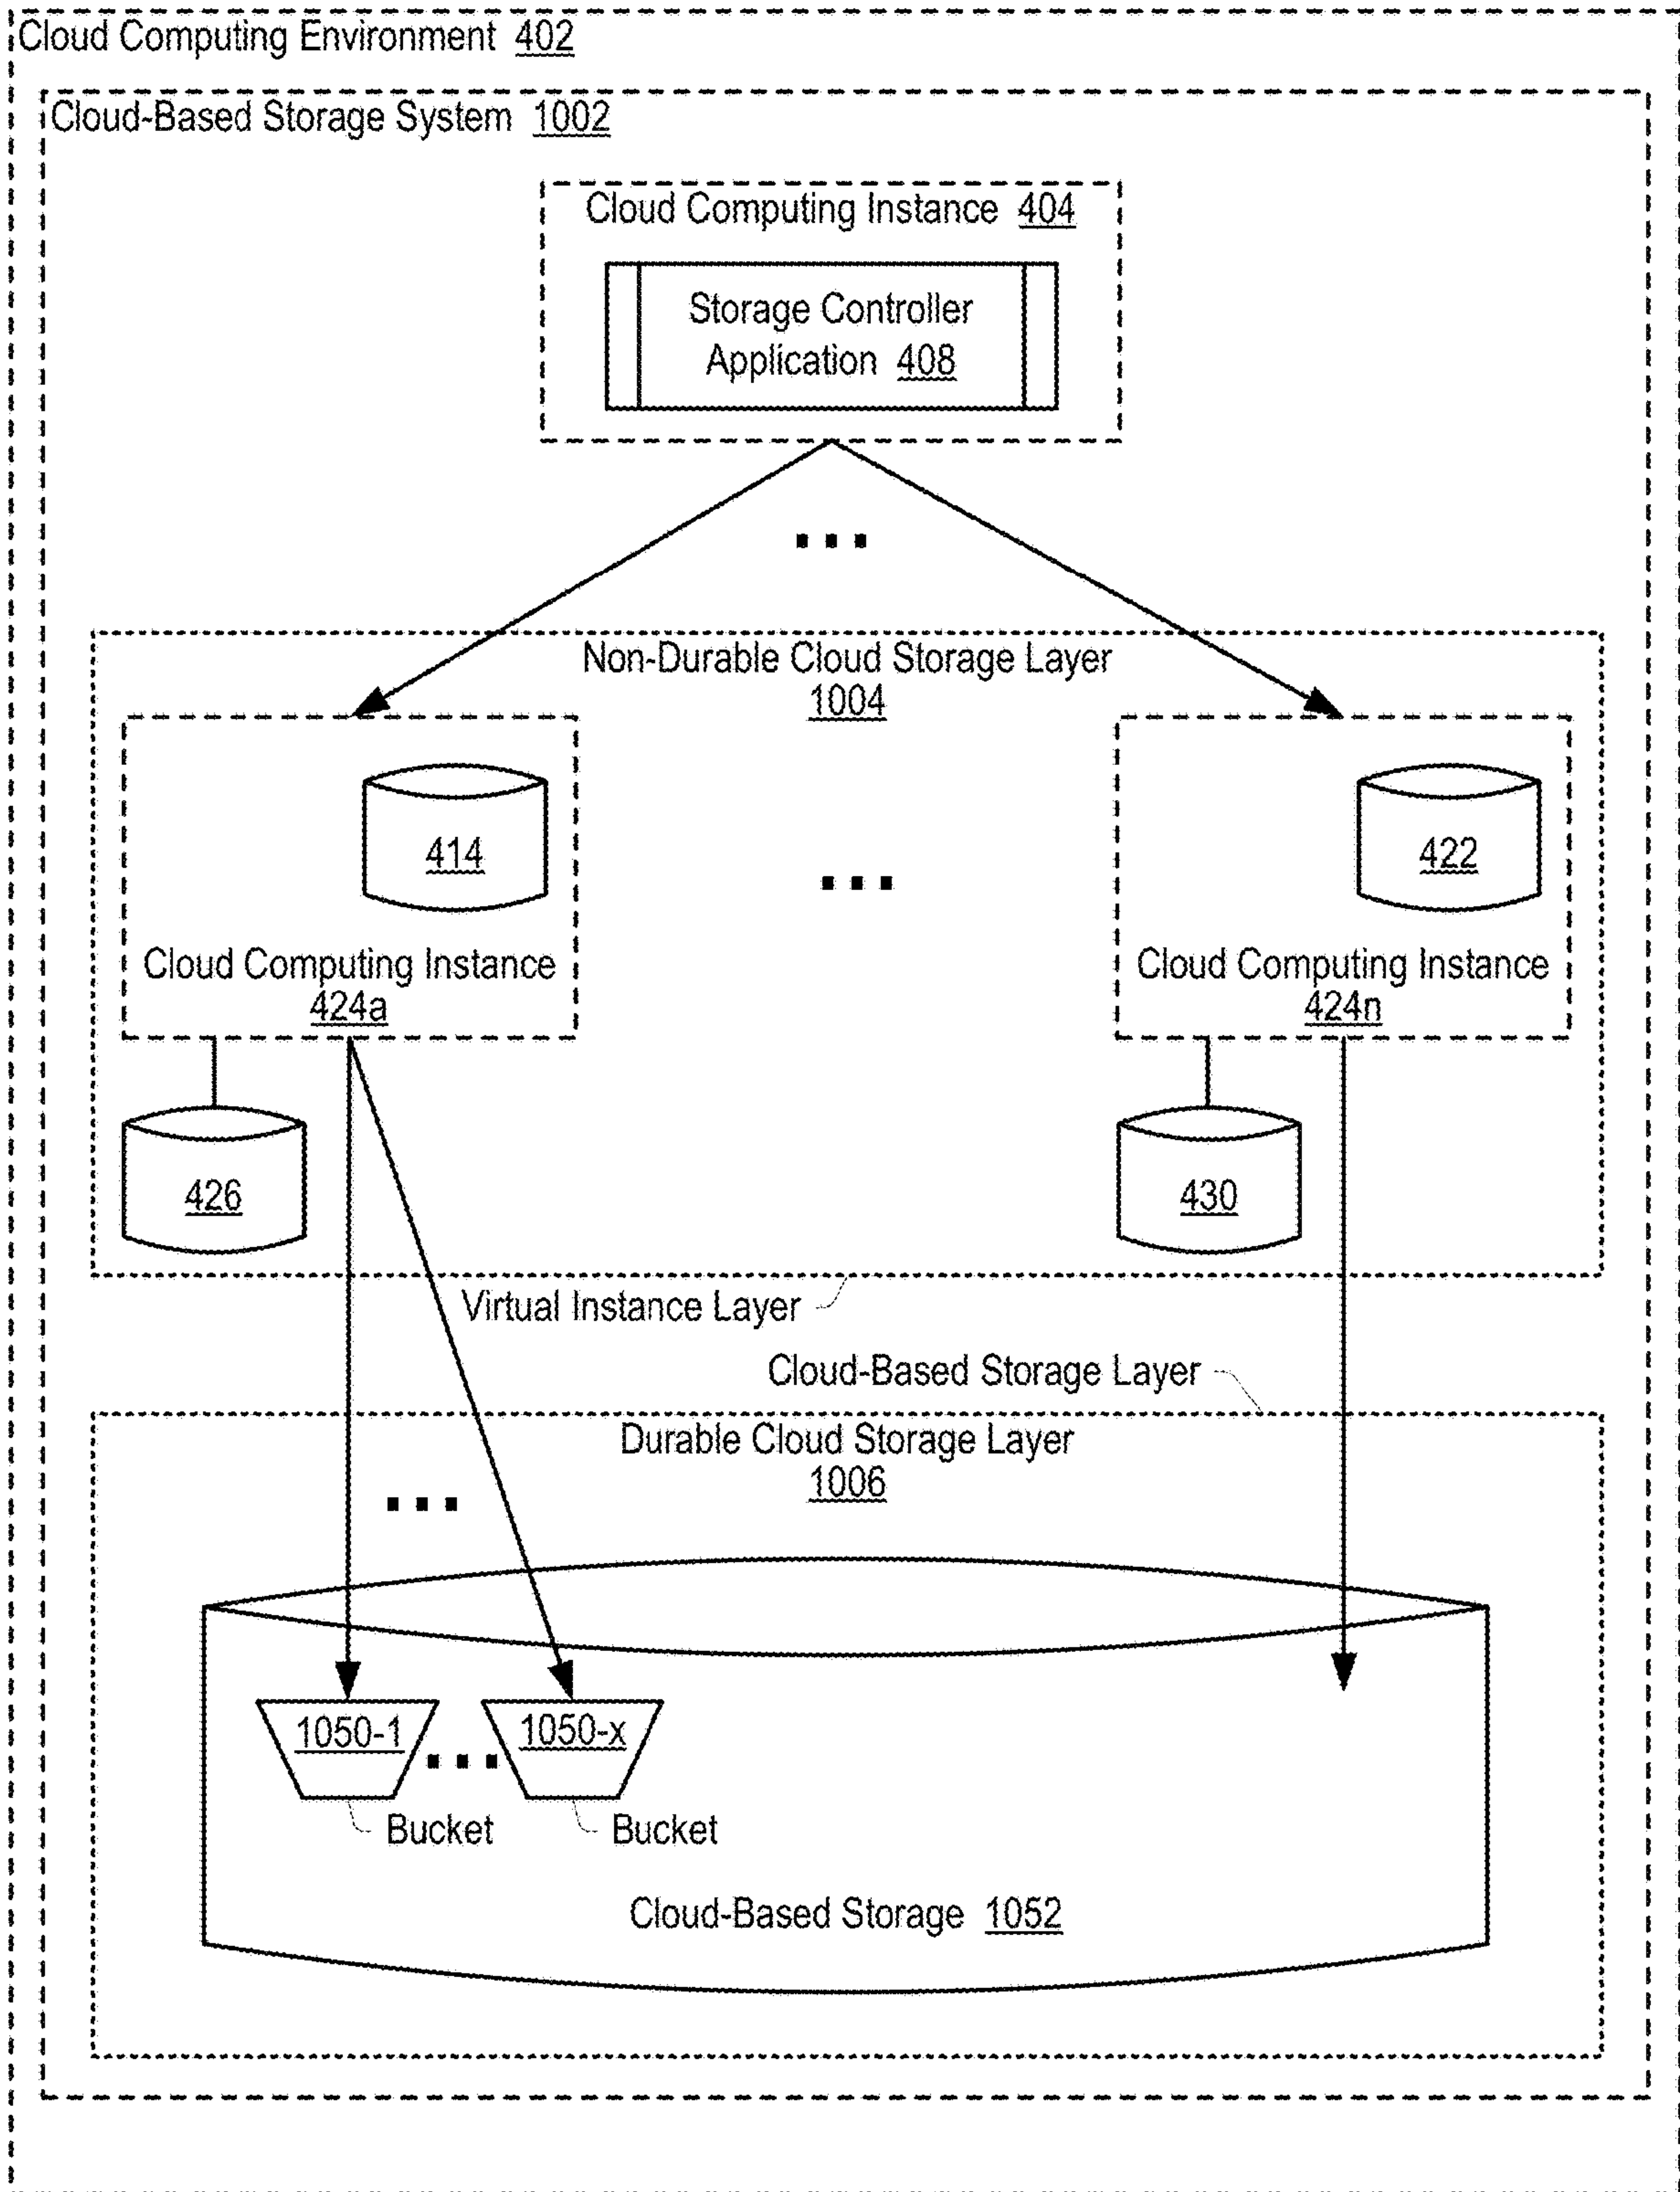 Cloud Computing Environment 402
Cloud-Based Storage System 1002
Cloud Computing Instance 404
Storage Controller
Application 408
Non-Durable Cloud Storage Layer
1004
414
422
Cloud Computing Instance
424a
Cloud Computing Instance
424n
426
430
Virtual Instance Layer
Cloud-Based Storage Layer
Durable Cloud Storage Layer
1006
1050-1
1050-x
Bucket
Bucket
Cloud-Based Storage 1052